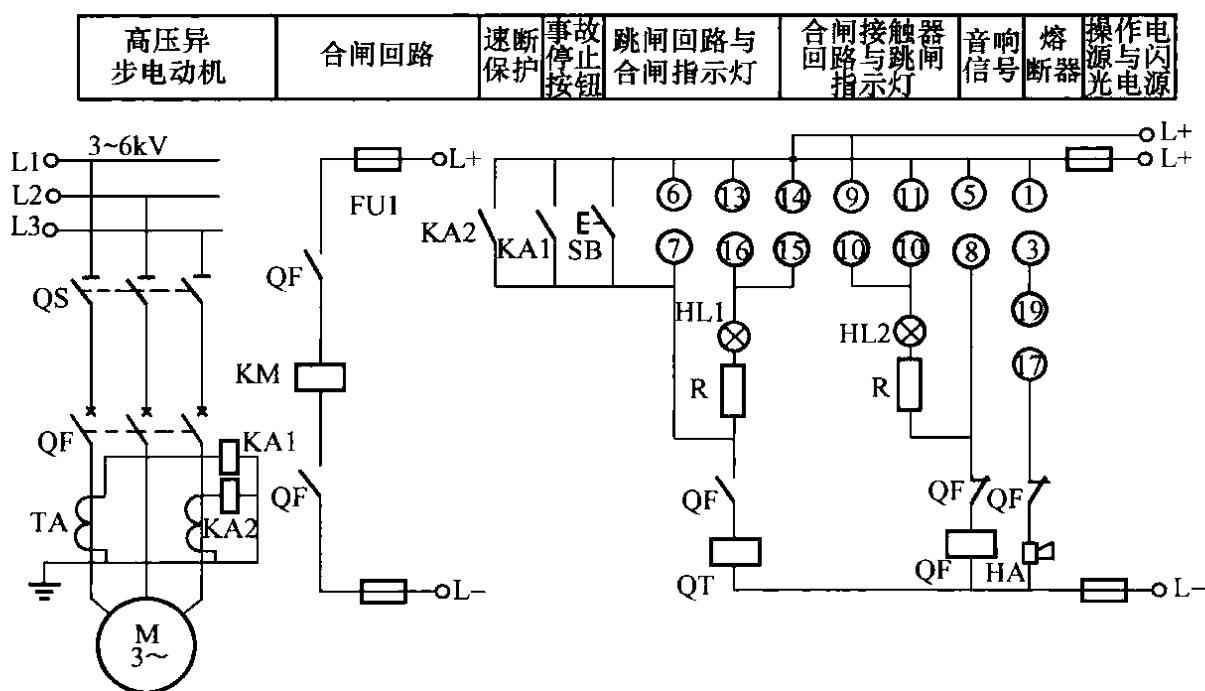 高压异
步电动机
合闸回路
速断
保护
事故
停止
按钮
跳闸回路与
合闸指示灯
合闸接触器
回路与跳闸
指示灯
音响
信号
熔
断器
操作电
源与闪
光电源
3~6kV
L1
L2
L3
QS
QF
KA1
TA
KA2
M
3~
L+
FU1
QF
KM
QF
L−
L+
L+
KA2
KA1
SB
6
13
14
9
11
5
1
7
16
15
10
10
8
3
19
17
HL1
R
HL2
R
QF
QF
QF
QT
QF
HA
L−